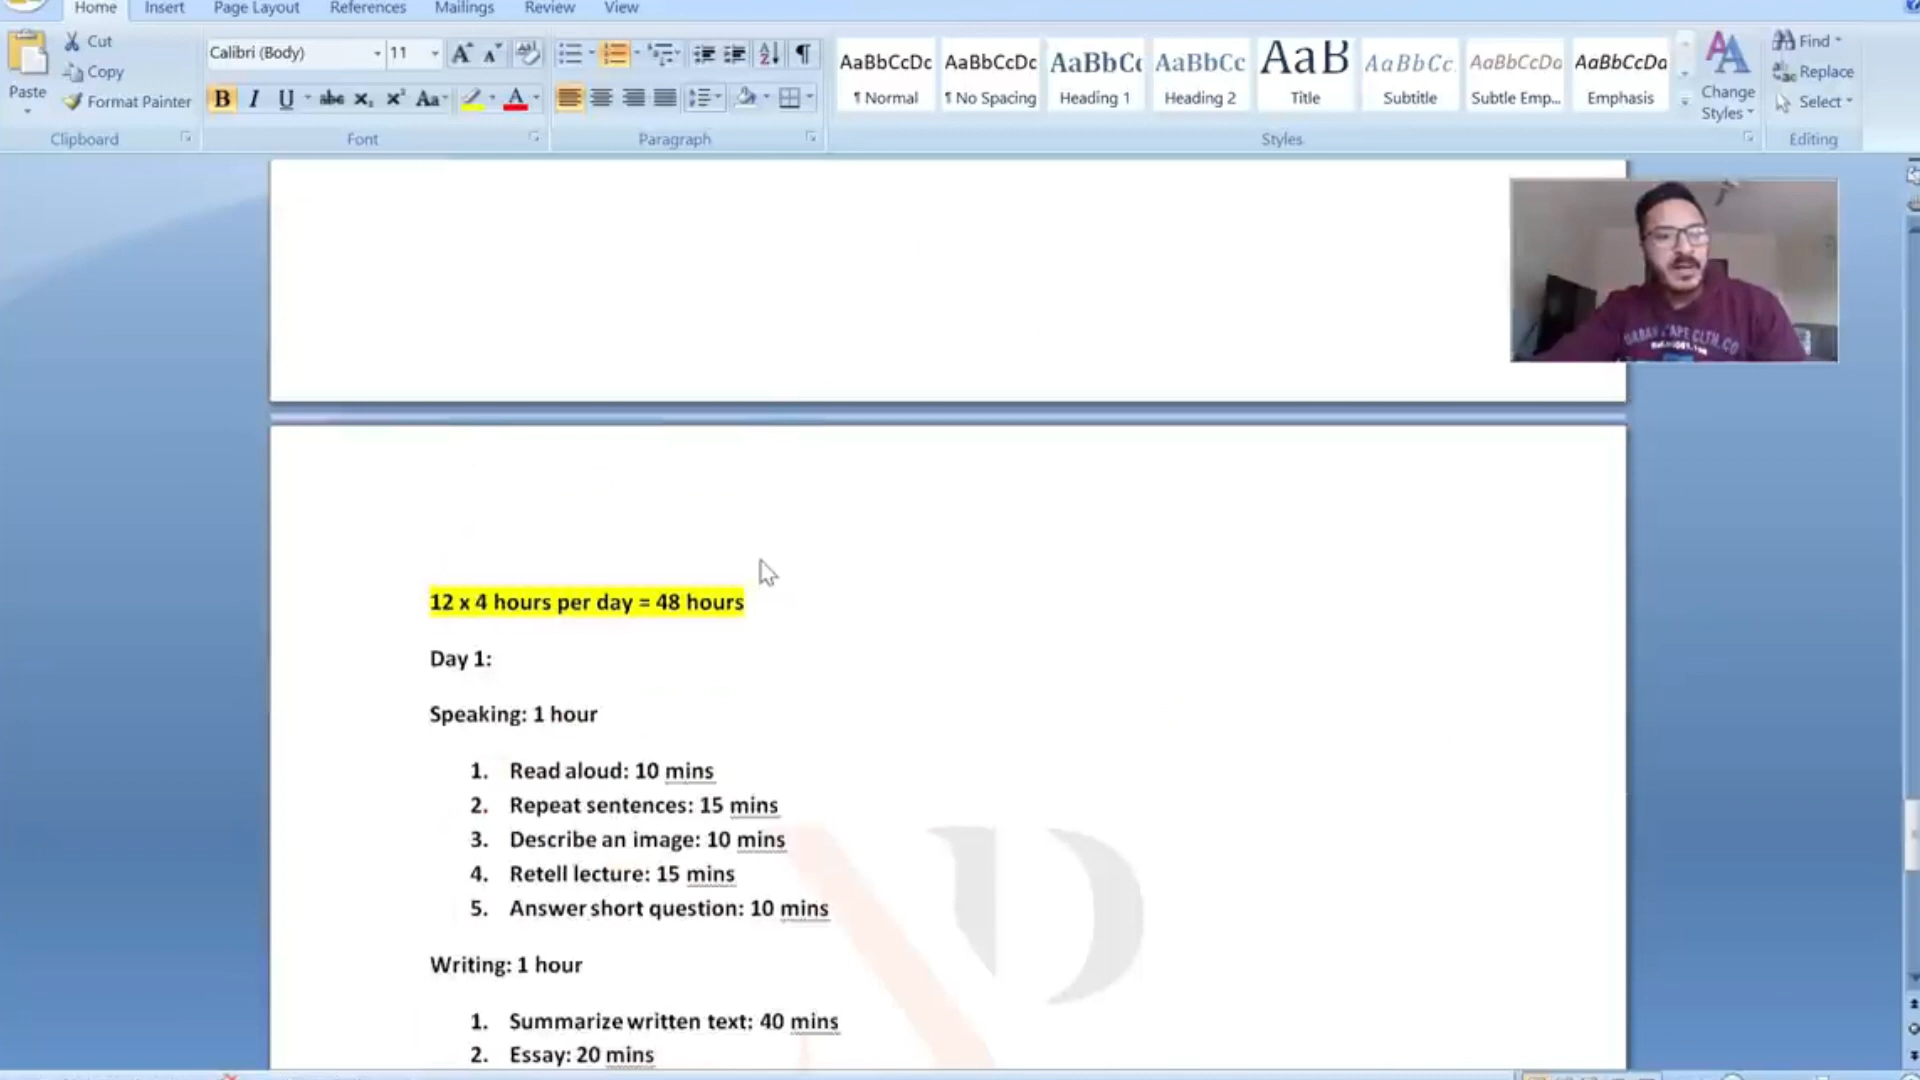 Home Insert Page Layout References Mailings Review View
Cut
Copy
Format Painter
Paste
Clipboard
Calibri (Body) 11
Font
Paragraph
AaBbCcDc AaBbCcDc AaBbCc AaBbCc AaB AaBbCc. AaBbCcDa AaBbCcDa
¶ Normal ¶ No Spacing Heading 1 Heading 2 Title Subtitle Subtle Emp... Emphasis
Change Styles
Styles
Find
Replace
Select
Editing
12 x 4 hours per day = 48 hours
Day 1:
Speaking: 1 hour
1. Read aloud: 10 mins
2. Repeat sentences: 15 mins
3. Describe an image: 10 mins
4. Retell lecture: 15 mins
5. Answer short question: 10 mins
Writing: 1 hour
1. Summarize written text: 40 mins
2. Essay: 20 mins